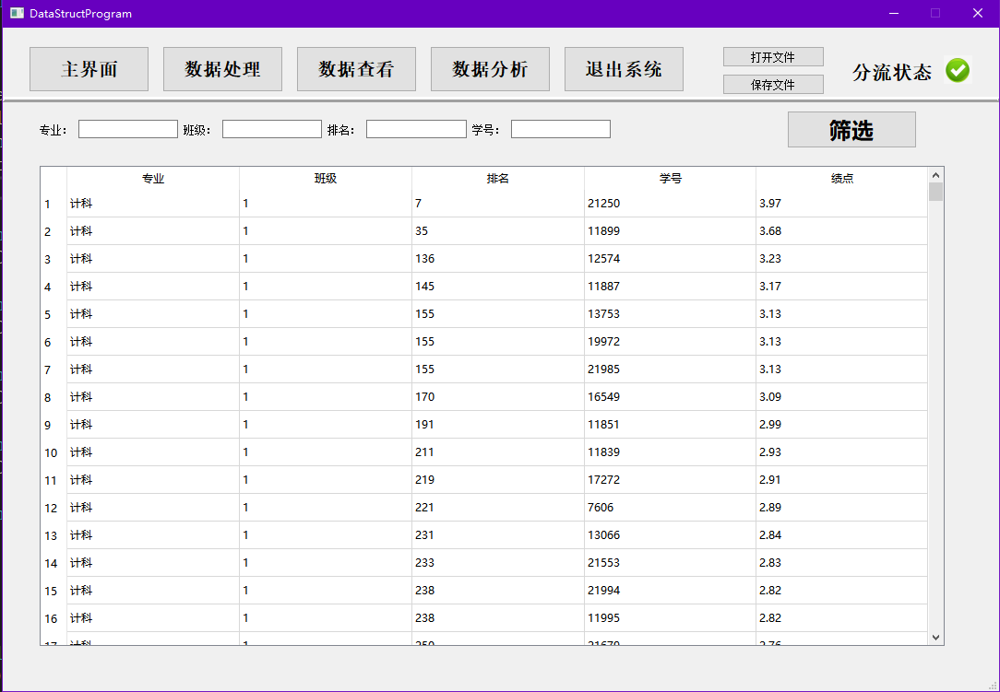 DataStructProgram
主界面 数据处理 数据查看 数据分析 退出系统 打开文件 保存文件 分流状态
专业： 班级： 排名： 学号： 筛选
专业 班级 排名 学号 绩点
1 计科 1 7 21250 3.97
2 计科 1 35 11899 3.68
3 计科 1 136 12574 3.23
4 计科 1 145 11887 3.17
5 计科 1 155 13753 3.13
6 计科 1 155 19972 3.13
7 计科 1 155 21985 3.13
8 计科 1 170 16549 3.09
9 计科 1 191 11851 2.99
10 计科 1 211 11839 2.93
11 计科 1 219 17272 2.91
12 计科 1 221 7606 2.89
13 计科 1 231 13066 2.84
14 计科 1 233 21553 2.83
15 计科 1 238 21994 2.82
16 计科 1 238 11995 2.82
17 计科 1